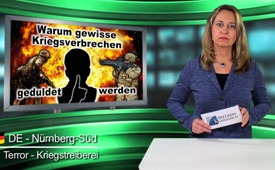 Warum gewisse
Kriegsverbrechen
geduldet werden
DE - Nürnberg-Süd
Terror - Kriegstreiberei